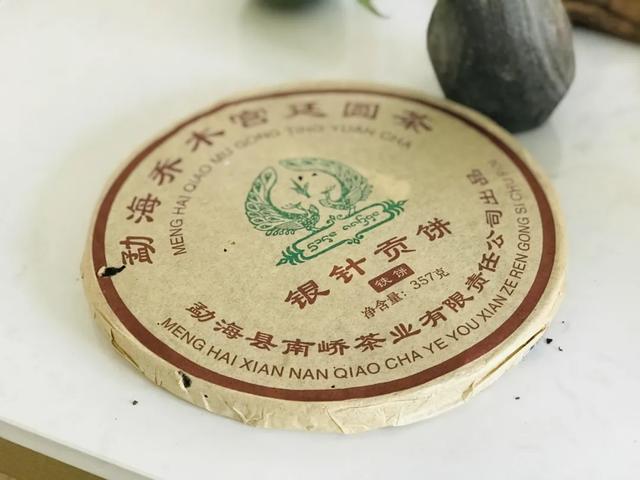 勐海乔木宫廷圆茶
MENG HAI QIAO MU GONG TING YUAN CHA
银针贡饼
铁饼
净含量：357克
勐海县南峤茶业有限责任公司出品
MENG HAI XIAN NAN QIAO CHA YE YOU XIAN ZE REN GONG SI CHU PIN